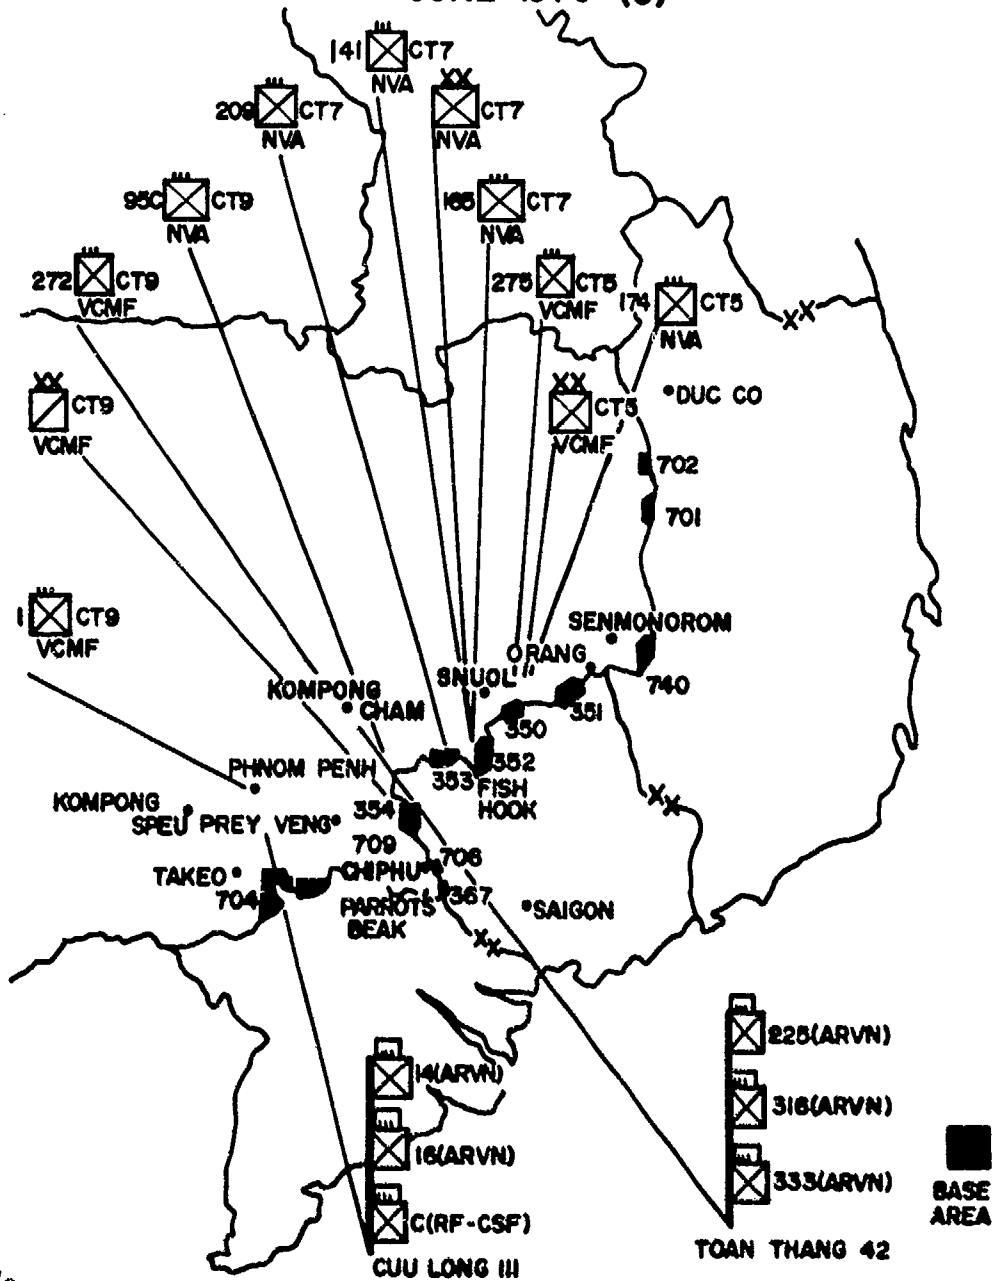 141 CT7
NVA
XX
CT7
NVA
209 CT7
NVA
95C CT9
NVA
165 CT7
NVA
272 CT9
VCMF
275 CT5
VCMF
174 CT5
NVA
XX
XX
CT9
VCMF
XX
CT5
VCMF
DUC CO
702
701
1 CT9
VCMF
SENMONOROM
ORANG
SNUOL
740
KOMPONG
CHAM
351
350
352
353
FISH
HOOK
PHNOM PENH
XX
KOMPONG
SPEU
PREY VENG
354
709
706
CHIPHU
TAKEO
704
367
PARROTS
BEAK
SAIGON
XX
14(ARVN)
16(ARVN)
C(RF-CSF)
CUU LONG III
225(ARVN)
316(ARVN)
333(ARVN)
TOAN THANG 42
BASE
AREA